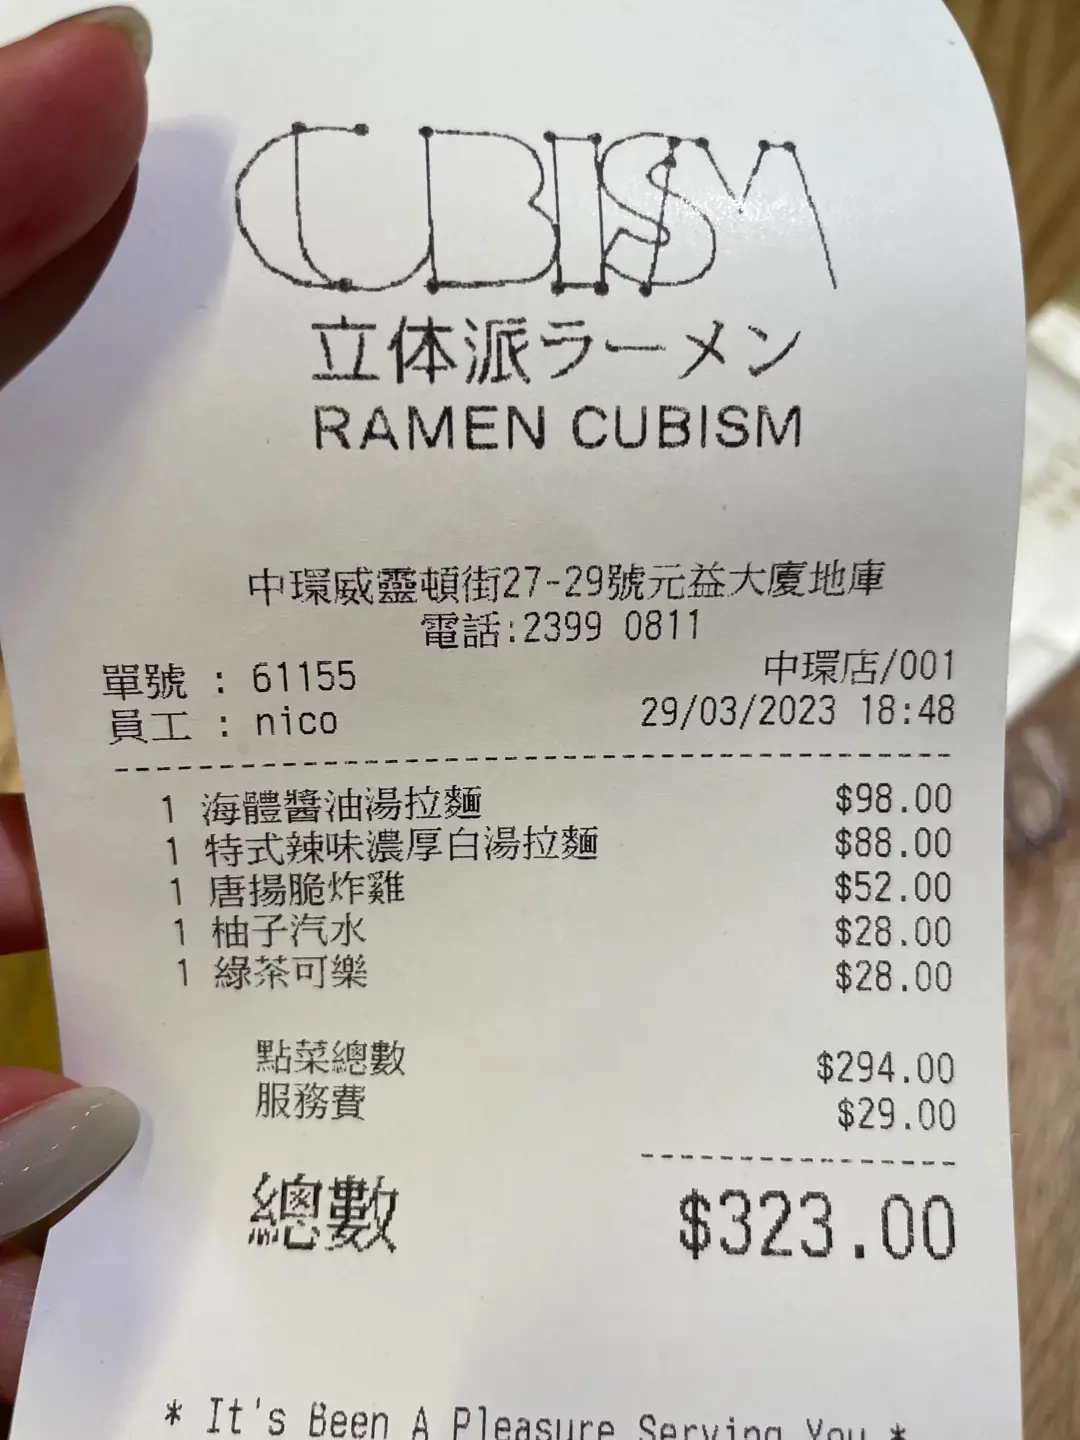 CUBISM
立体派ラーメン
RAMEN CUBISM
中環威靈頓街27-29號元益大廈地庫
電話:2399 0811
單號 : 61155 中環店/001
員工 : nico 29/03/2023 18:48
1 海體醬油湯拉麵 $98.00
1 特式辣味濃厚白湯拉麵 $88.00
1 唐揚脆炸雞 $52.00
1 柚子汽水 $28.00
1 綠茶可樂 $28.00
點菜總數 $294.00
服務費 $29.00
總數 $323.00
* It's Been A Pleasure Serving You *